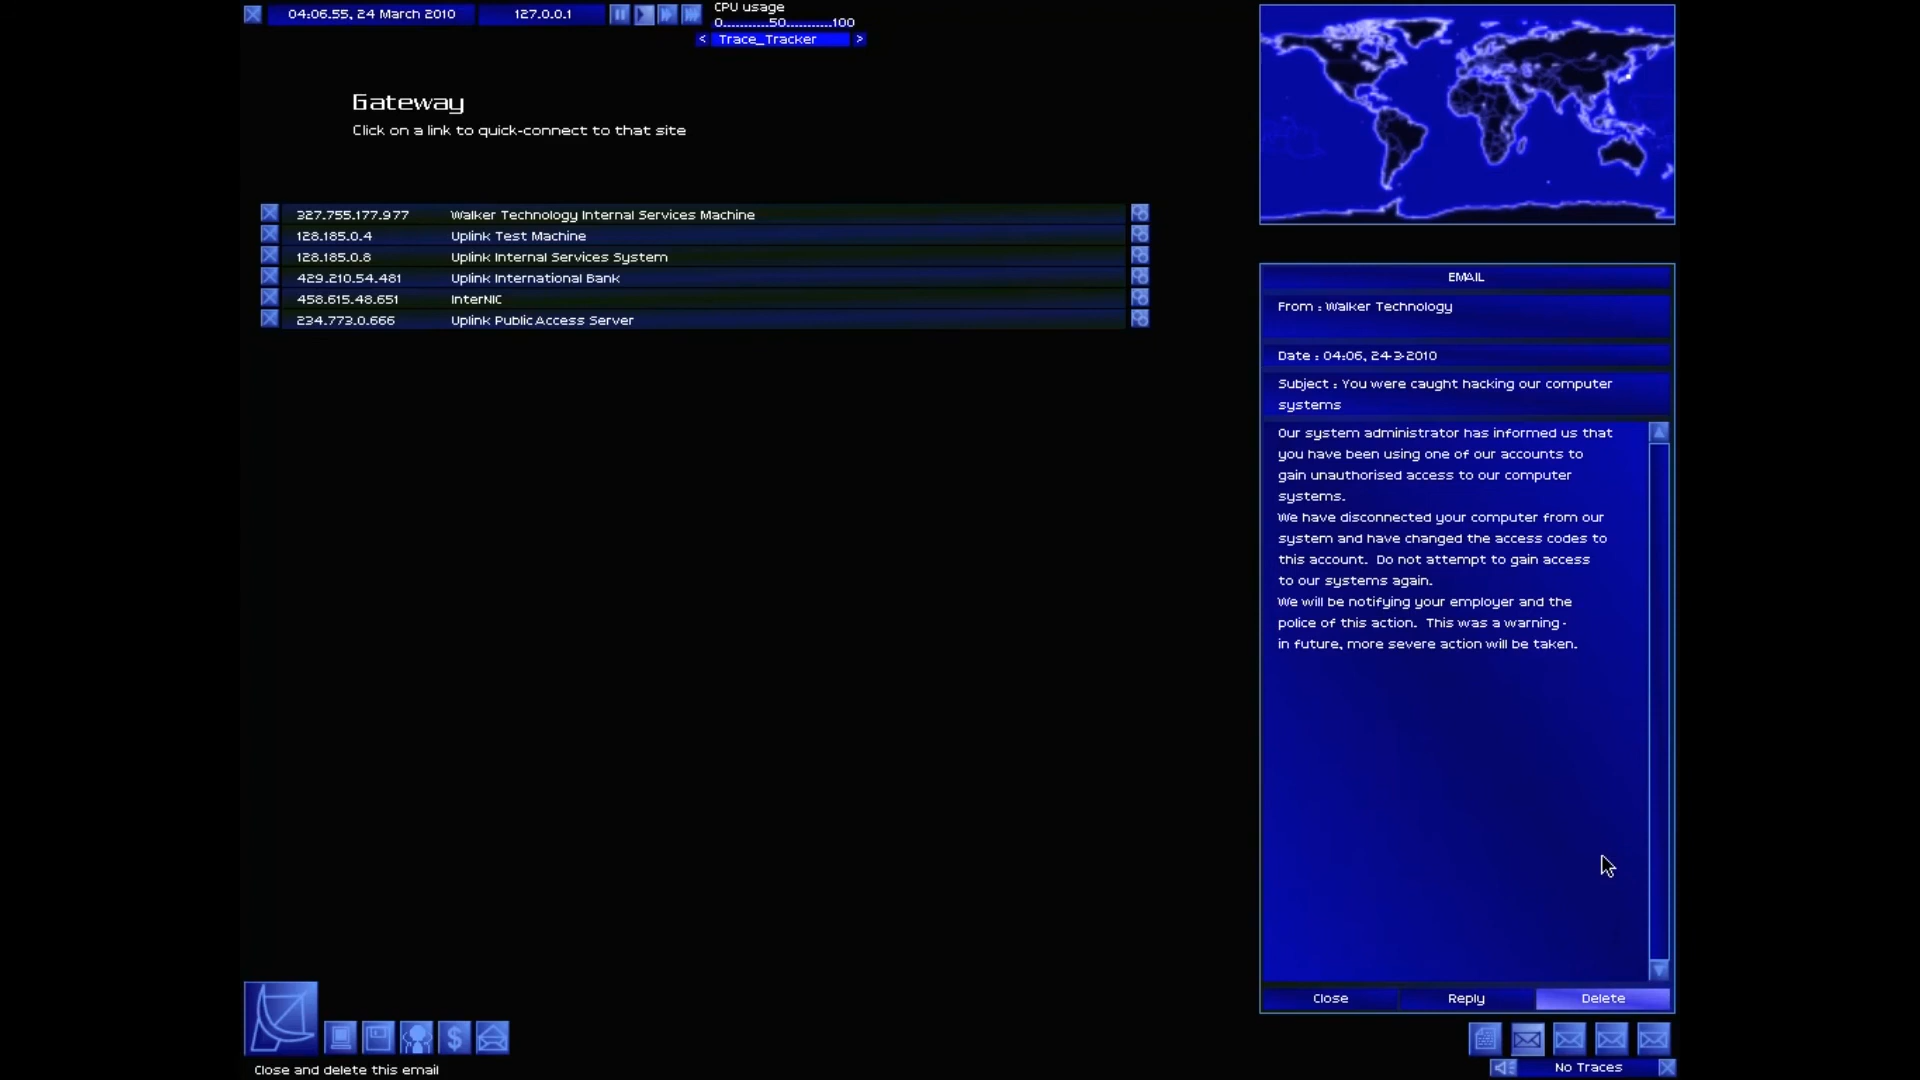 04:06.55, 24 March 2010
127.0.0.1
CPU usage
0..........50..........100
< Trace_Tracker >
Gateway
Click on a link to quick-connect to that site
327.755.177.977 Walker Technology Internal Services Machine
128.185.0.4 Uplink Test Machine
128.185.0.8 Uplink Internal Services System
429.210.54.481 Uplink International Bank
458.615.48.651 InterNIC
234.773.0.666 Uplink Public Access Server
EMAIL
From : Walker Technology
Date : 04:06, 24-3-2010
Subject : You were caught hacking our computer
systems
Our system administrator has informed us that
you have been using one of our accounts to
gain unauthorised access to our computer
systems.
We have disconnected your computer from our
system and have changed the access codes to
this account. Do not attempt to gain access
to our systems again.
We will be notifying your employer and the
police of this action. This was a warning -
in future, more severe action will be taken.
Close Reply Delete
$
Close and delete this email
No Traces